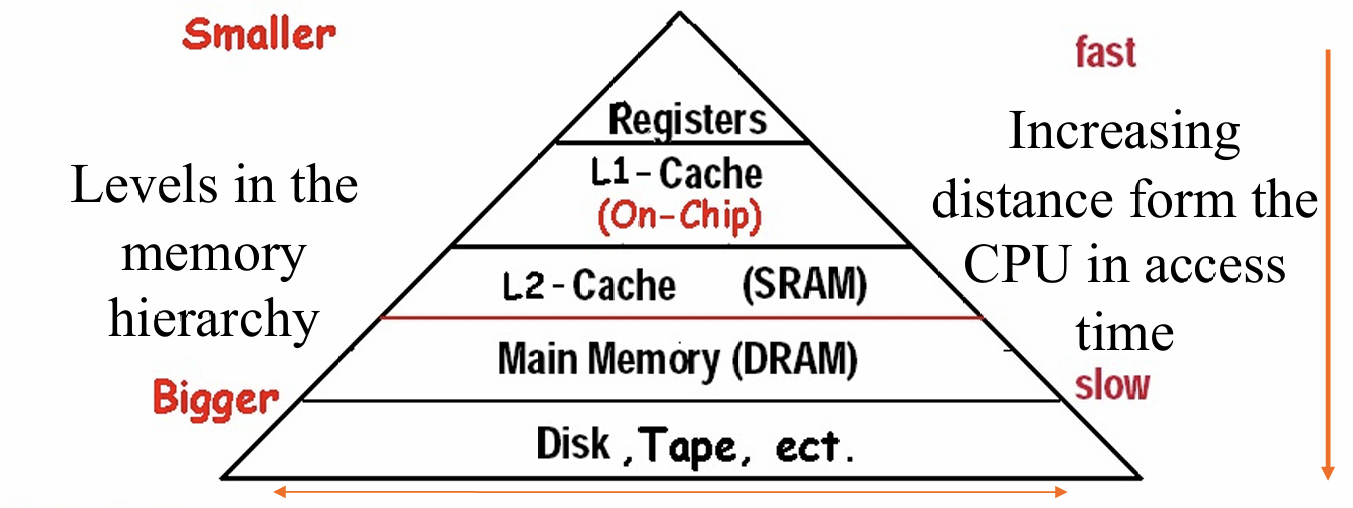 Smaller
fast
Registers
L1 - Cache
(On-Chip)
L2 - Cache (SRAM)
Main Memory (DRAM)
Disk , Tape, ect.
Levels in the
memory
hierarchy
Bigger
Increasing
distance form the
CPU in access
time
slow